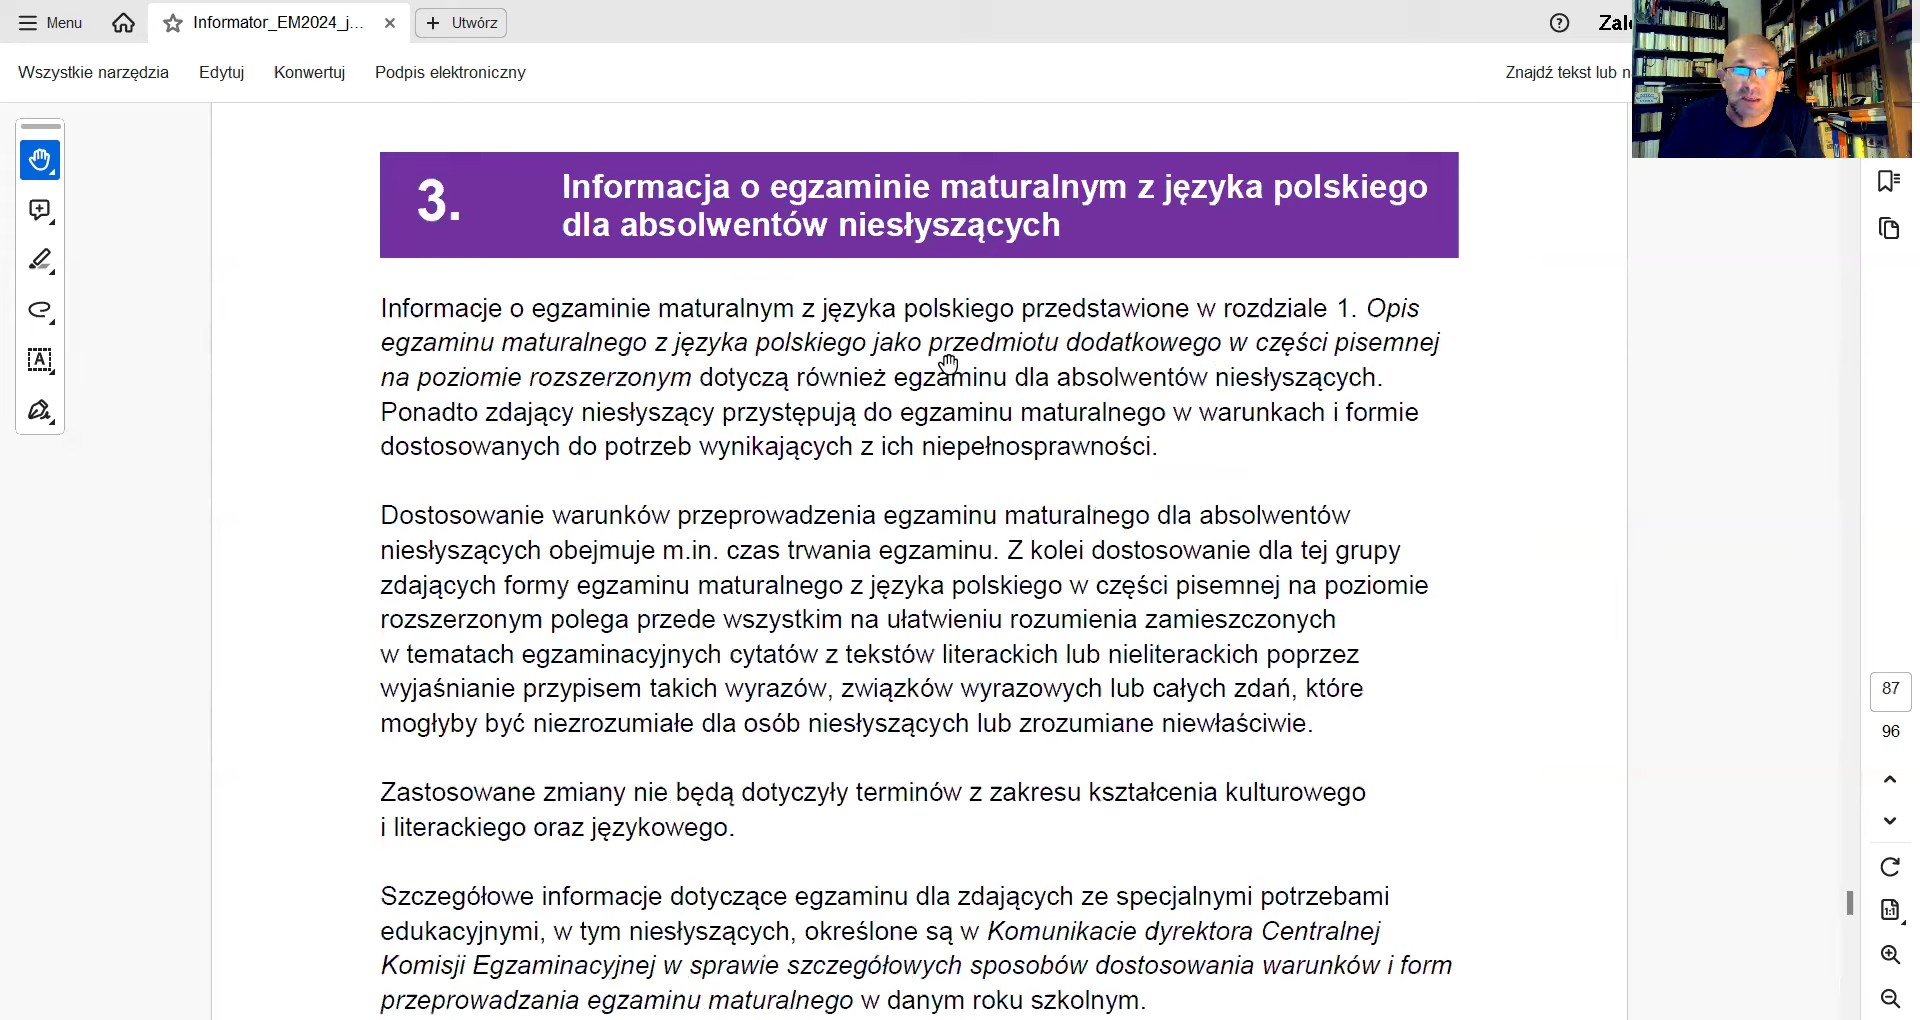 Menu
Informator_EM2024_j...
Utwórz
Wszystkie narzędzia
Edytuj
Konwertuj
Podpis elektroniczny
Znajdź tekst lub n
3.
Informacja o egzaminie maturalnym z języka polskiego
dla absolwentów niesłyszących
Informacje o egzaminie maturalnym z języka polskiego przedstawione w rozdziale 1. Opis
egzaminu maturalnego z języka polskiego jako przedmiotu dodatkowego w części pisemnej
na poziomie rozszerzonym dotyczą również egzaminu dla absolwentów niesłyszących.
Ponadto zdający niesłyszący przystępują do egzaminu maturalnego w warunkach i formie
dostosowanych do potrzeb wynikających z ich niepełnosprawności.
Dostosowanie warunków przeprowadzenia egzaminu maturalnego dla absolwentów
niesłyszących obejmuje m.in. czas trwania egzaminu. Z kolei dostosowanie dla tej grupy
zdających formy egzaminu maturalnego z języka polskiego w części pisemnej na poziomie
rozszerzonym polega przede wszystkim na ułatwieniu rozumienia zamieszczonych
w tematach egzaminacyjnych cytatów z tekstów literackich lub nieliterackich poprzez
wyjaśnianie przypisem takich wyrazów, związków wyrazowych lub całych zdań, które
mogłyby być niezrozumiałe dla osób niesłyszących lub zrozumiane niewłaściwie.
Zastosowane zmiany nie będą dotyczyły terminów z zakresu kształcenia kulturowego
i literackiego oraz językowego.
Szczegółowe informacje dotyczące egzaminu dla zdających ze specjalnymi potrzebami
edukacyjnymi, w tym niesłyszących, określone są w Komunikacie dyrektora Centralnej
Komisji Egzaminacyjnej w sprawie szczegółowych sposobów dostosowania warunków i form
przeprowadzania egzaminu maturalnego w danym roku szkolnym.
87
96